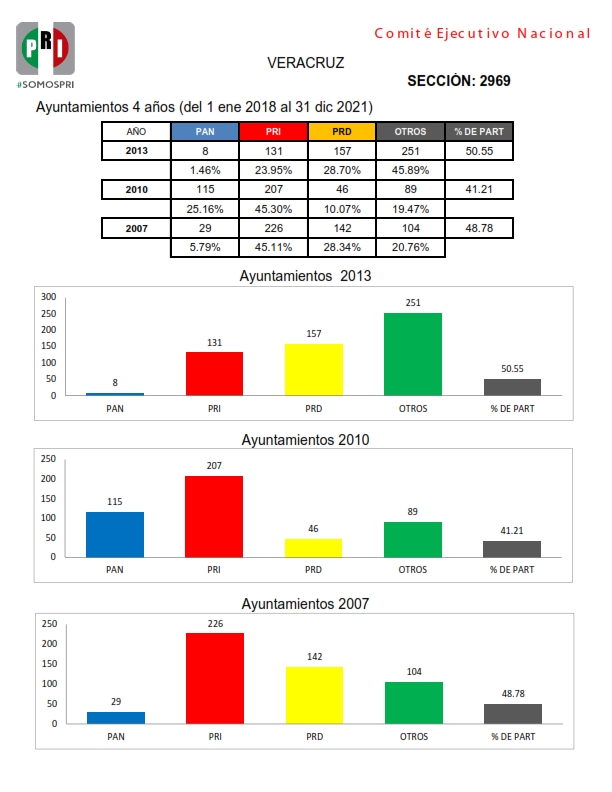 Comité Ejecutivo Nacional
PRI
#SOMOSPRI
VERACRUZ
SECCIÓN: 2969
Ayuntamientos 4 años (del 1 ene 2018 al 31 dic 2021)
AÑO PAN PRI PRD OTROS % DE PART
2013 8 131 157 251 50.55
1.46% 23.95% 28.70% 45.89%
2010 115 207 46 89 41.21
25.16% 45.30% 10.07% 19.47%
2007 29 226 142 104 48.78
5.79% 45.11% 28.34% 20.76%
Ayuntamientos 2013
300
250
200
150
100
50
0
8 131 157 251 50.55
PAN PRI PRD OTROS % DE PART
Ayuntamientos 2010
250
200
150
100
50
0
115 207 46 89 41.21
PAN PRI PRD OTROS % DE PART
Ayuntamientos 2007
250
200
150
100
50
0
29 226 142 104 48.78
PAN PRI PRD OTROS % DE PART